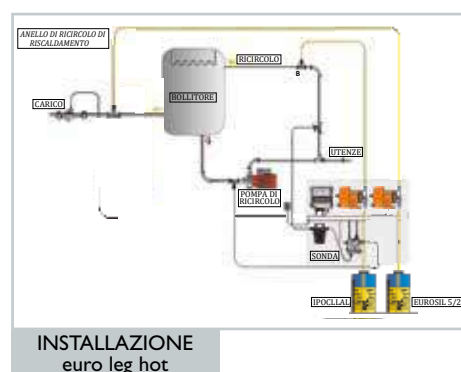 ANELLO DI RICIRCOLO DI
RISCALDAMENTO
RICIRCOLO
B
BOLLITORE
CARICO
UTENZE
POMPA DI
RICIRCOLO
SONDA
IPOCLLAL
EUROSIL 5/2
INSTALLAZIONE
euro leg hot